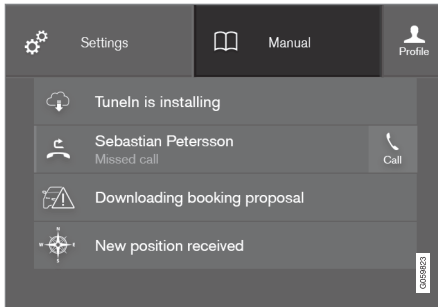 Settings
Manual
Profile
TuneIn is installing
Sebastian Petersson
Missed call
Call
Downloading booking proposal
New position received
G059823